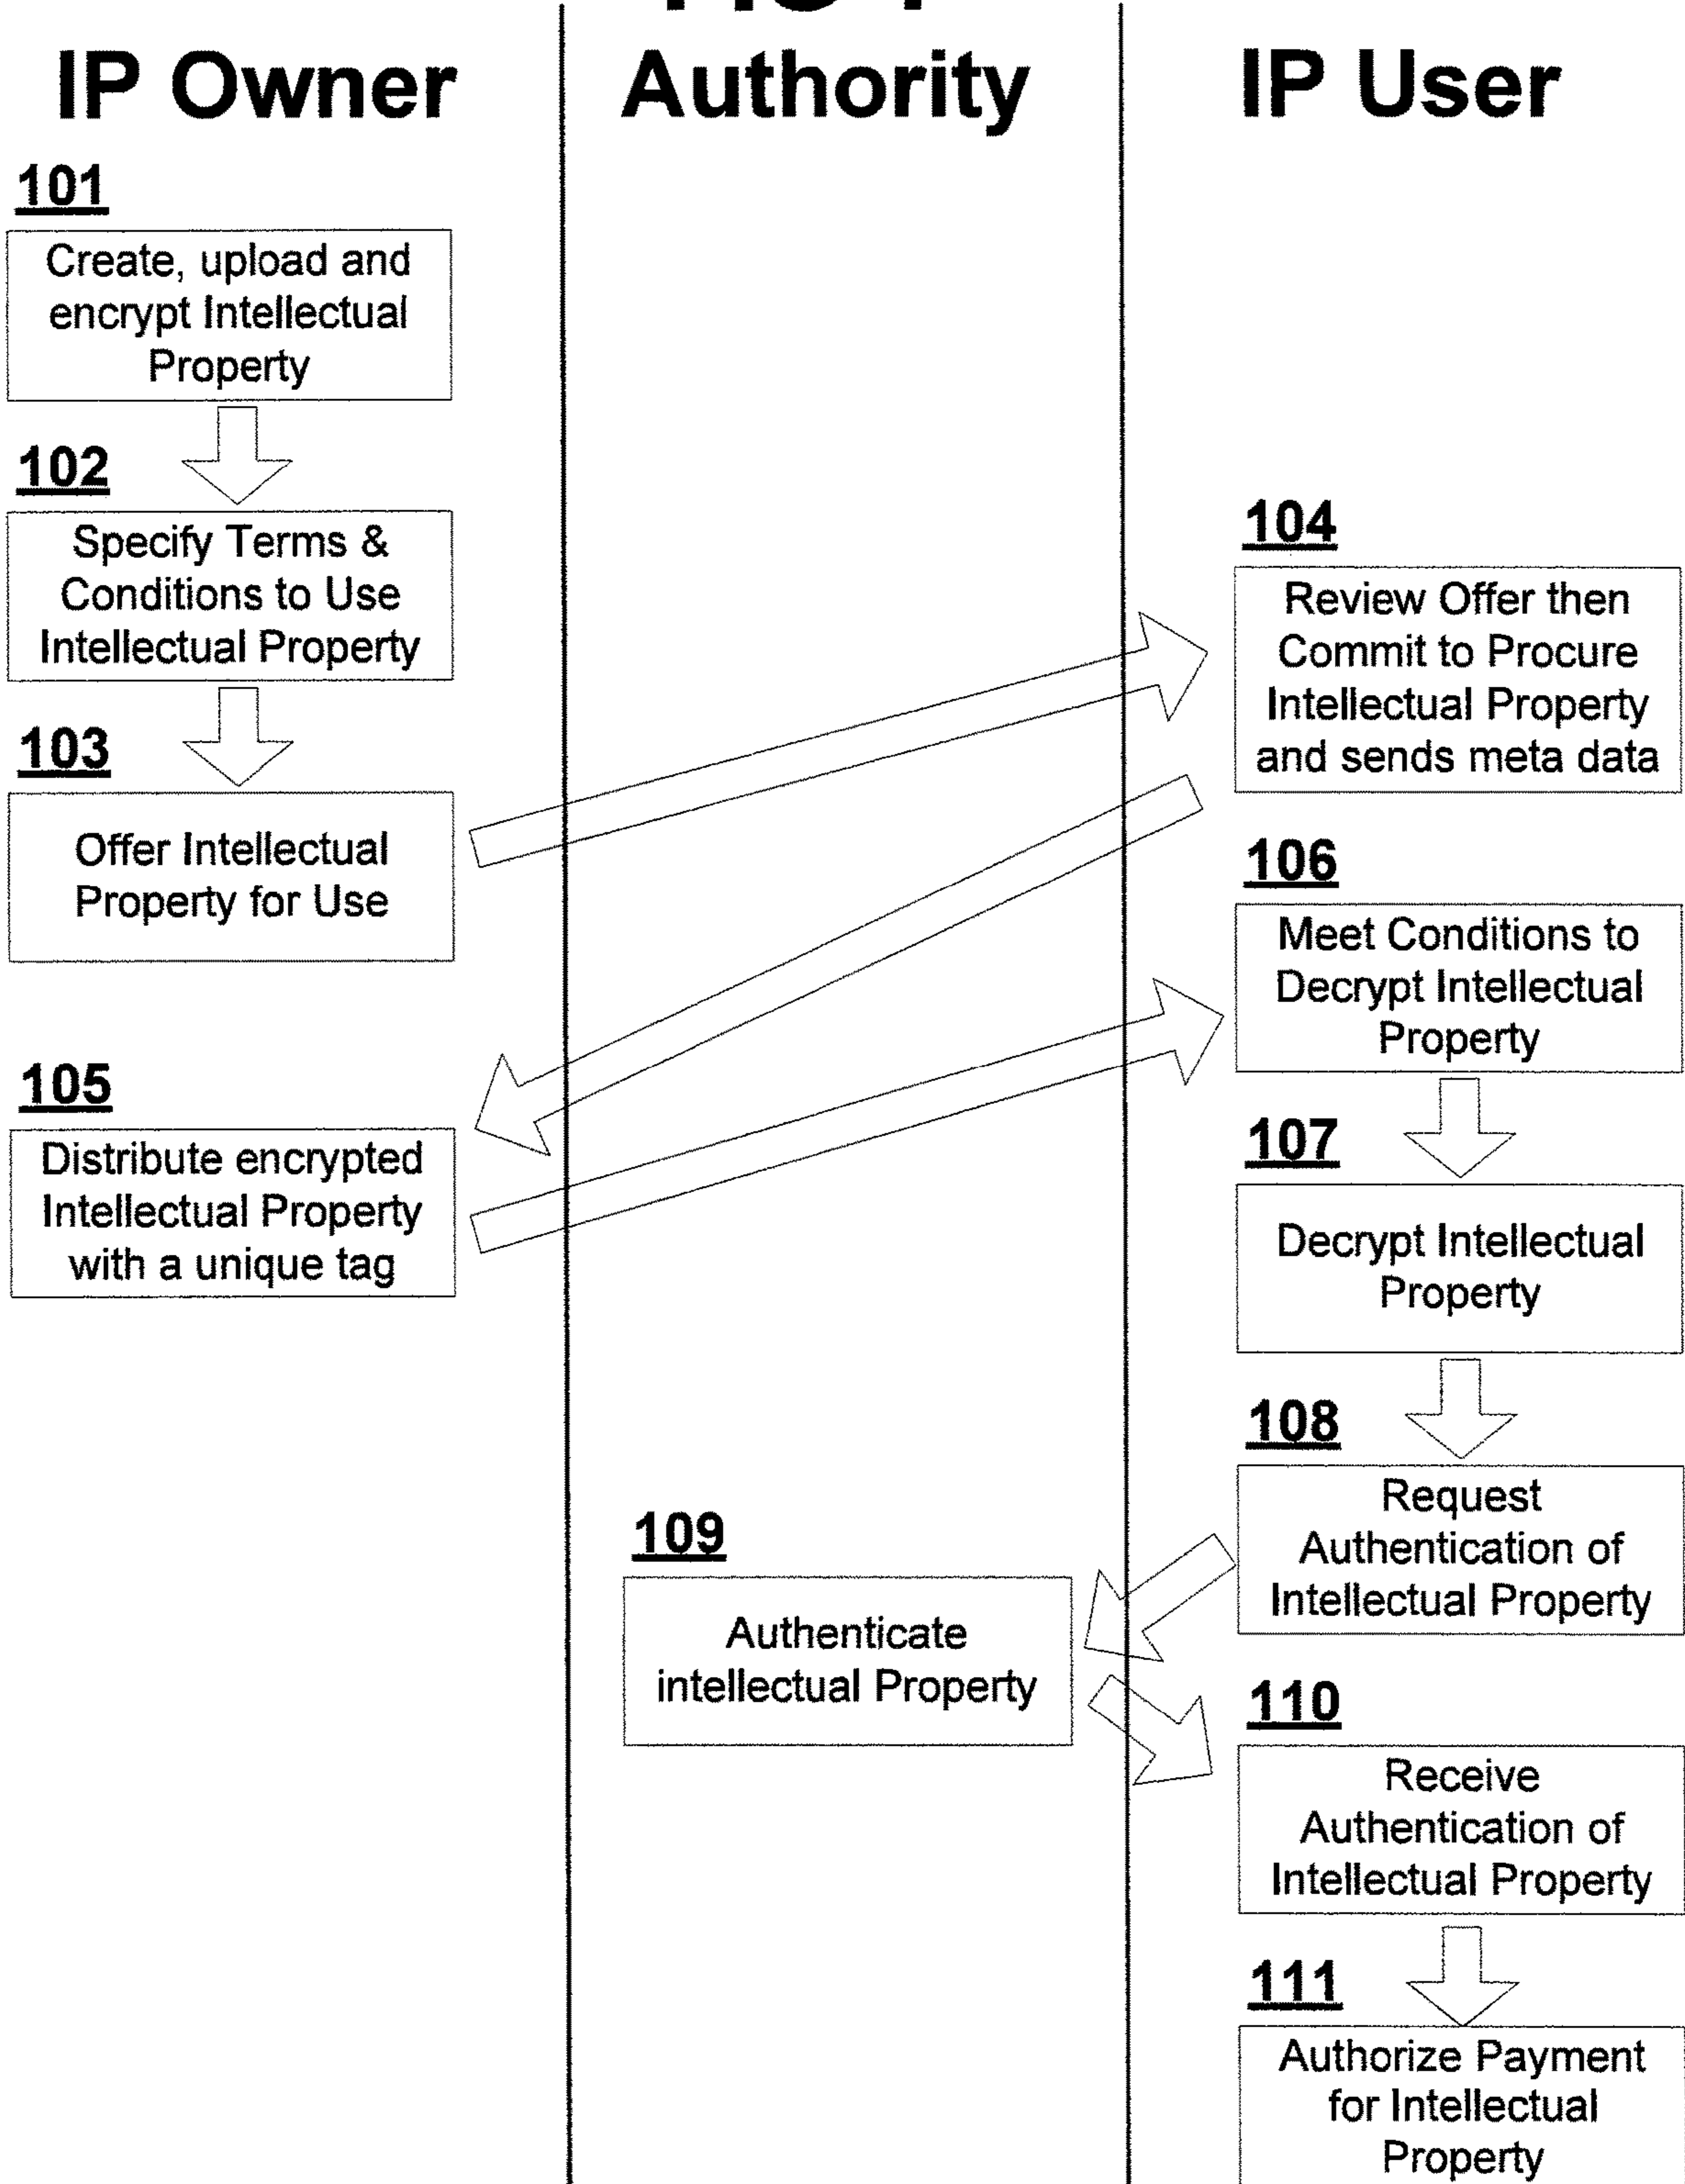 IP Owner
Authority
IP User
101
Create, upload and
encrypt Intellectual
Property
102
Specify Terms &
Conditions to Use
Intellectual Property
103
Offer Intellectual
Property for Use
104
Review Offer then
Commit to Procure
Intellectual Property
and sends meta data
105
Distribute encrypted
Intellectual Property
with a unique tag
106
Meet Conditions to
Decrypt Intellectual
Property
107
Decrypt Intellectual
Property
108
Request
Authentication of
Intellectual Property
109
Authenticate
intellectual Property
110
Receive
Authentication of
Intellectual Property
111
Authorize Payment
for Intellectual
Property